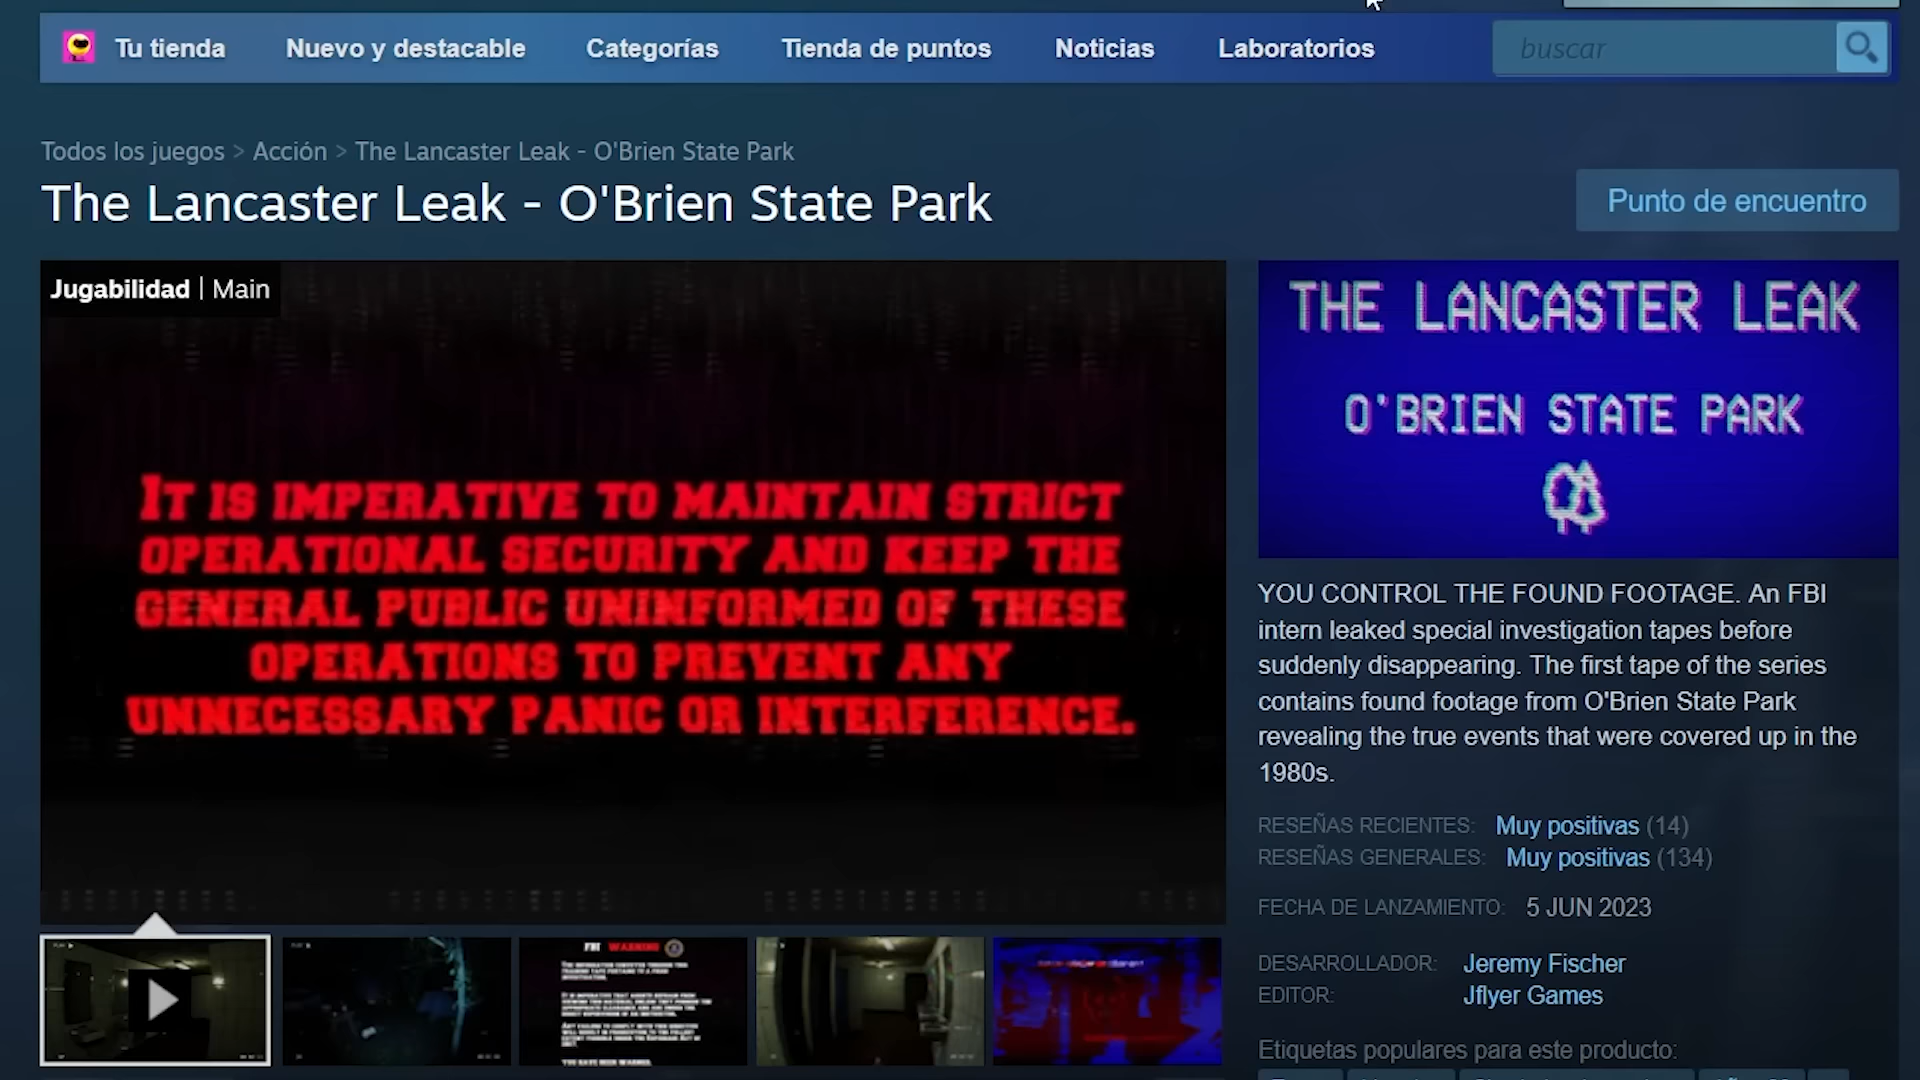 Tu tienda
Nuevo y destacable
Categorías
Tienda de puntos
Noticias
Laboratorios
buscar
Todos los juegos > Acción > The Lancaster Leak - O'Brien State Park
The Lancaster Leak - O'Brien State Park
Punto de encuentro
Jugabilidad | Main
IT IS IMPERATIVE TO MAINTAIN STRICT
OPERATIONAL SECURITY AND KEEP THE
GENERAL PUBLIC UNINFORMED OF THESE
OPERATIONS TO PREVENT ANY
UNNECESSARY PANIC OR INTERFERENCE.
THE LANCASTER LEAK
O'BRIEN STATE PARK
YOU CONTROL THE FOUND FOOTAGE. An FBI
intern leaked special investigation tapes before
suddenly disappearing. The first tape of the series
contains found footage from O'Brien State Park
revealing the true events that were covered up in the
1980s.
RESEÑAS RECIENTES: Muy positivas (14)
RESEÑAS GENERALES: Muy positivas (134)
FECHA DE LANZAMIENTO: 5 JUN 2023
DESARROLLADOR: Jeremy Fischer
EDITOR: Jflyer Games
Etiquetas populares para este producto:
FBI WARNING
YOU HAVE BEEN WARNED.